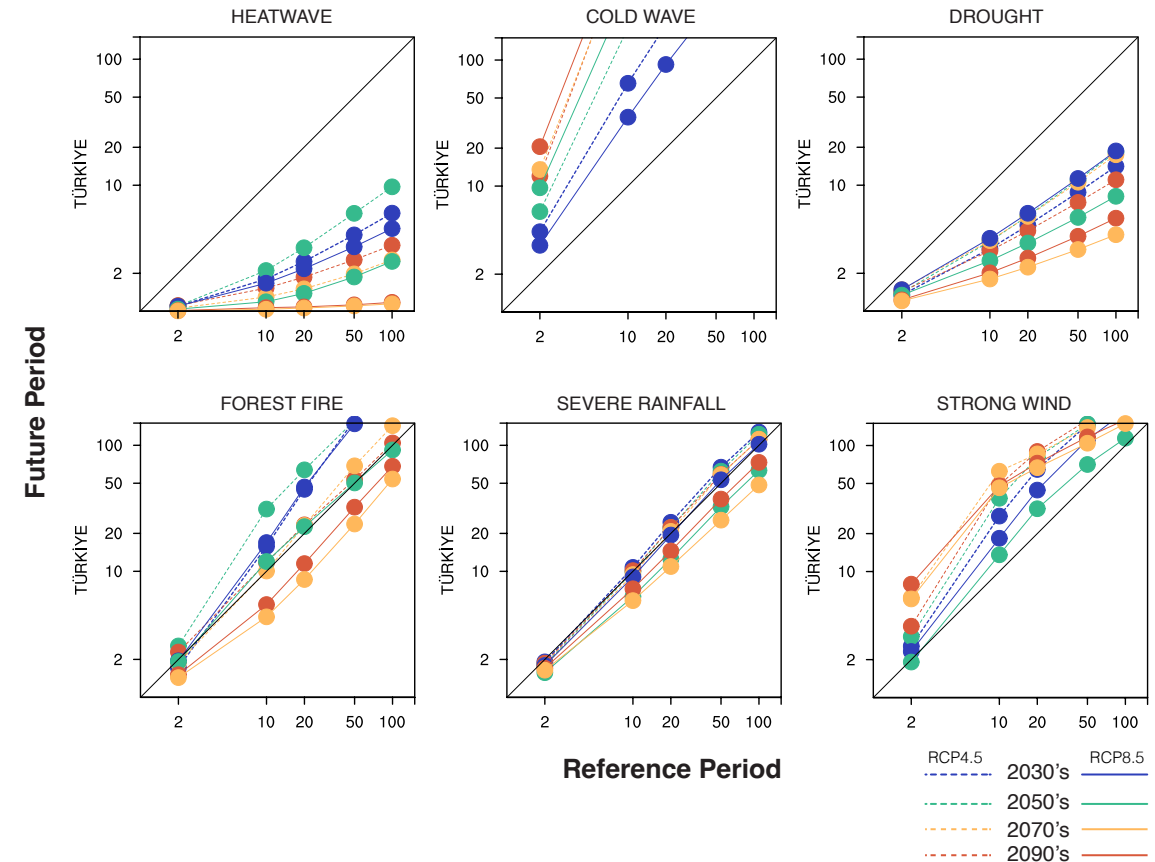 HEATWAVE COLD WAVE DROUGHT
100 100 100
50 50 50
20 20 20
10 10 10
2 2 2
TÜRKİYE TÜRKİYE TÜRKİYE
2 10 20 50 100 2 10 20 50 100 2 10 20 50 100
Future Period
FOREST FIRE SEVERE RAINFALL STRONG WIND
100 100 100
50 50 50
20 20 20
10 10 10
2 2 2
TÜRKİYE TÜRKİYE TÜRKİYE
2 10 20 50 100 2 10 20 50 100 2 10 20 50 100
Reference Period
RCP4.5 RCP8.5
2030's
2050's
2070's
2090's